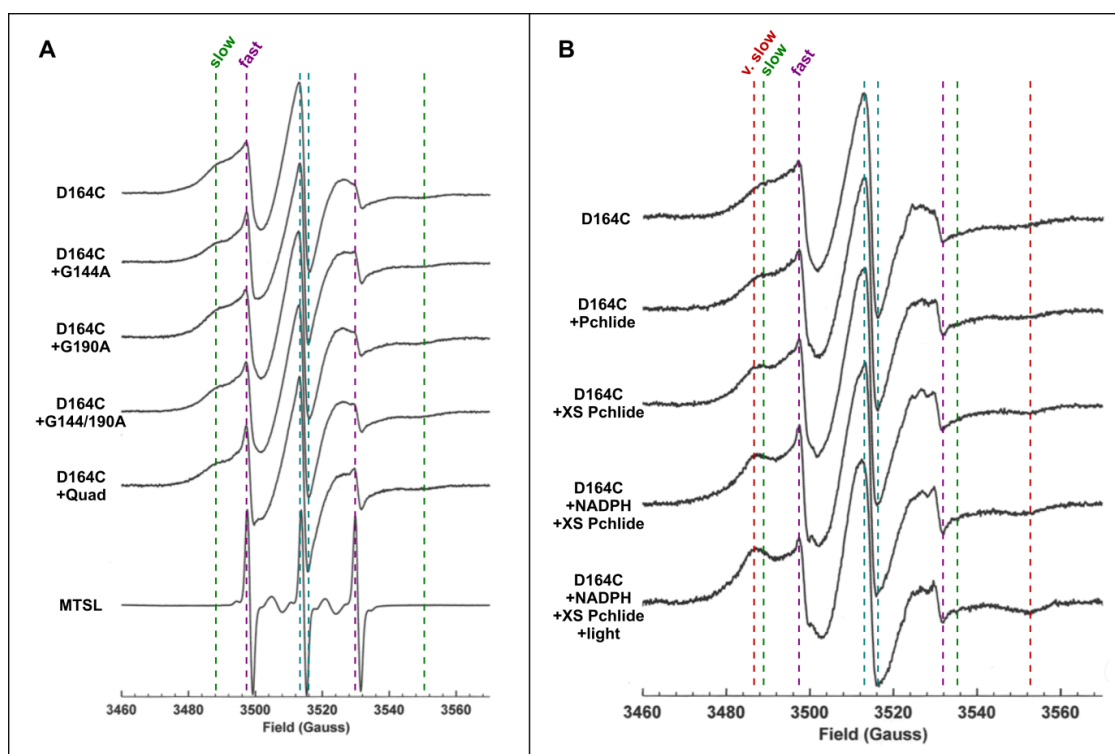 A
slow
fast
D164C
D164C
+G144A
D164C
+G190A
D164C
+G144/190A
D164C
+Quad
MTSL
3460 3480 3500 3520 3540 3560
Field (Gauss)
B
v. slow
slow
fast
D164C
D164C
+Pchlide
D164C
+XS Pchlide
D164C
+NADPH
+XS Pchlide
D164C
+NADPH
+XS Pchlide
+light
3460 3480 3500 3520 3540 3560
Field (Gauss)